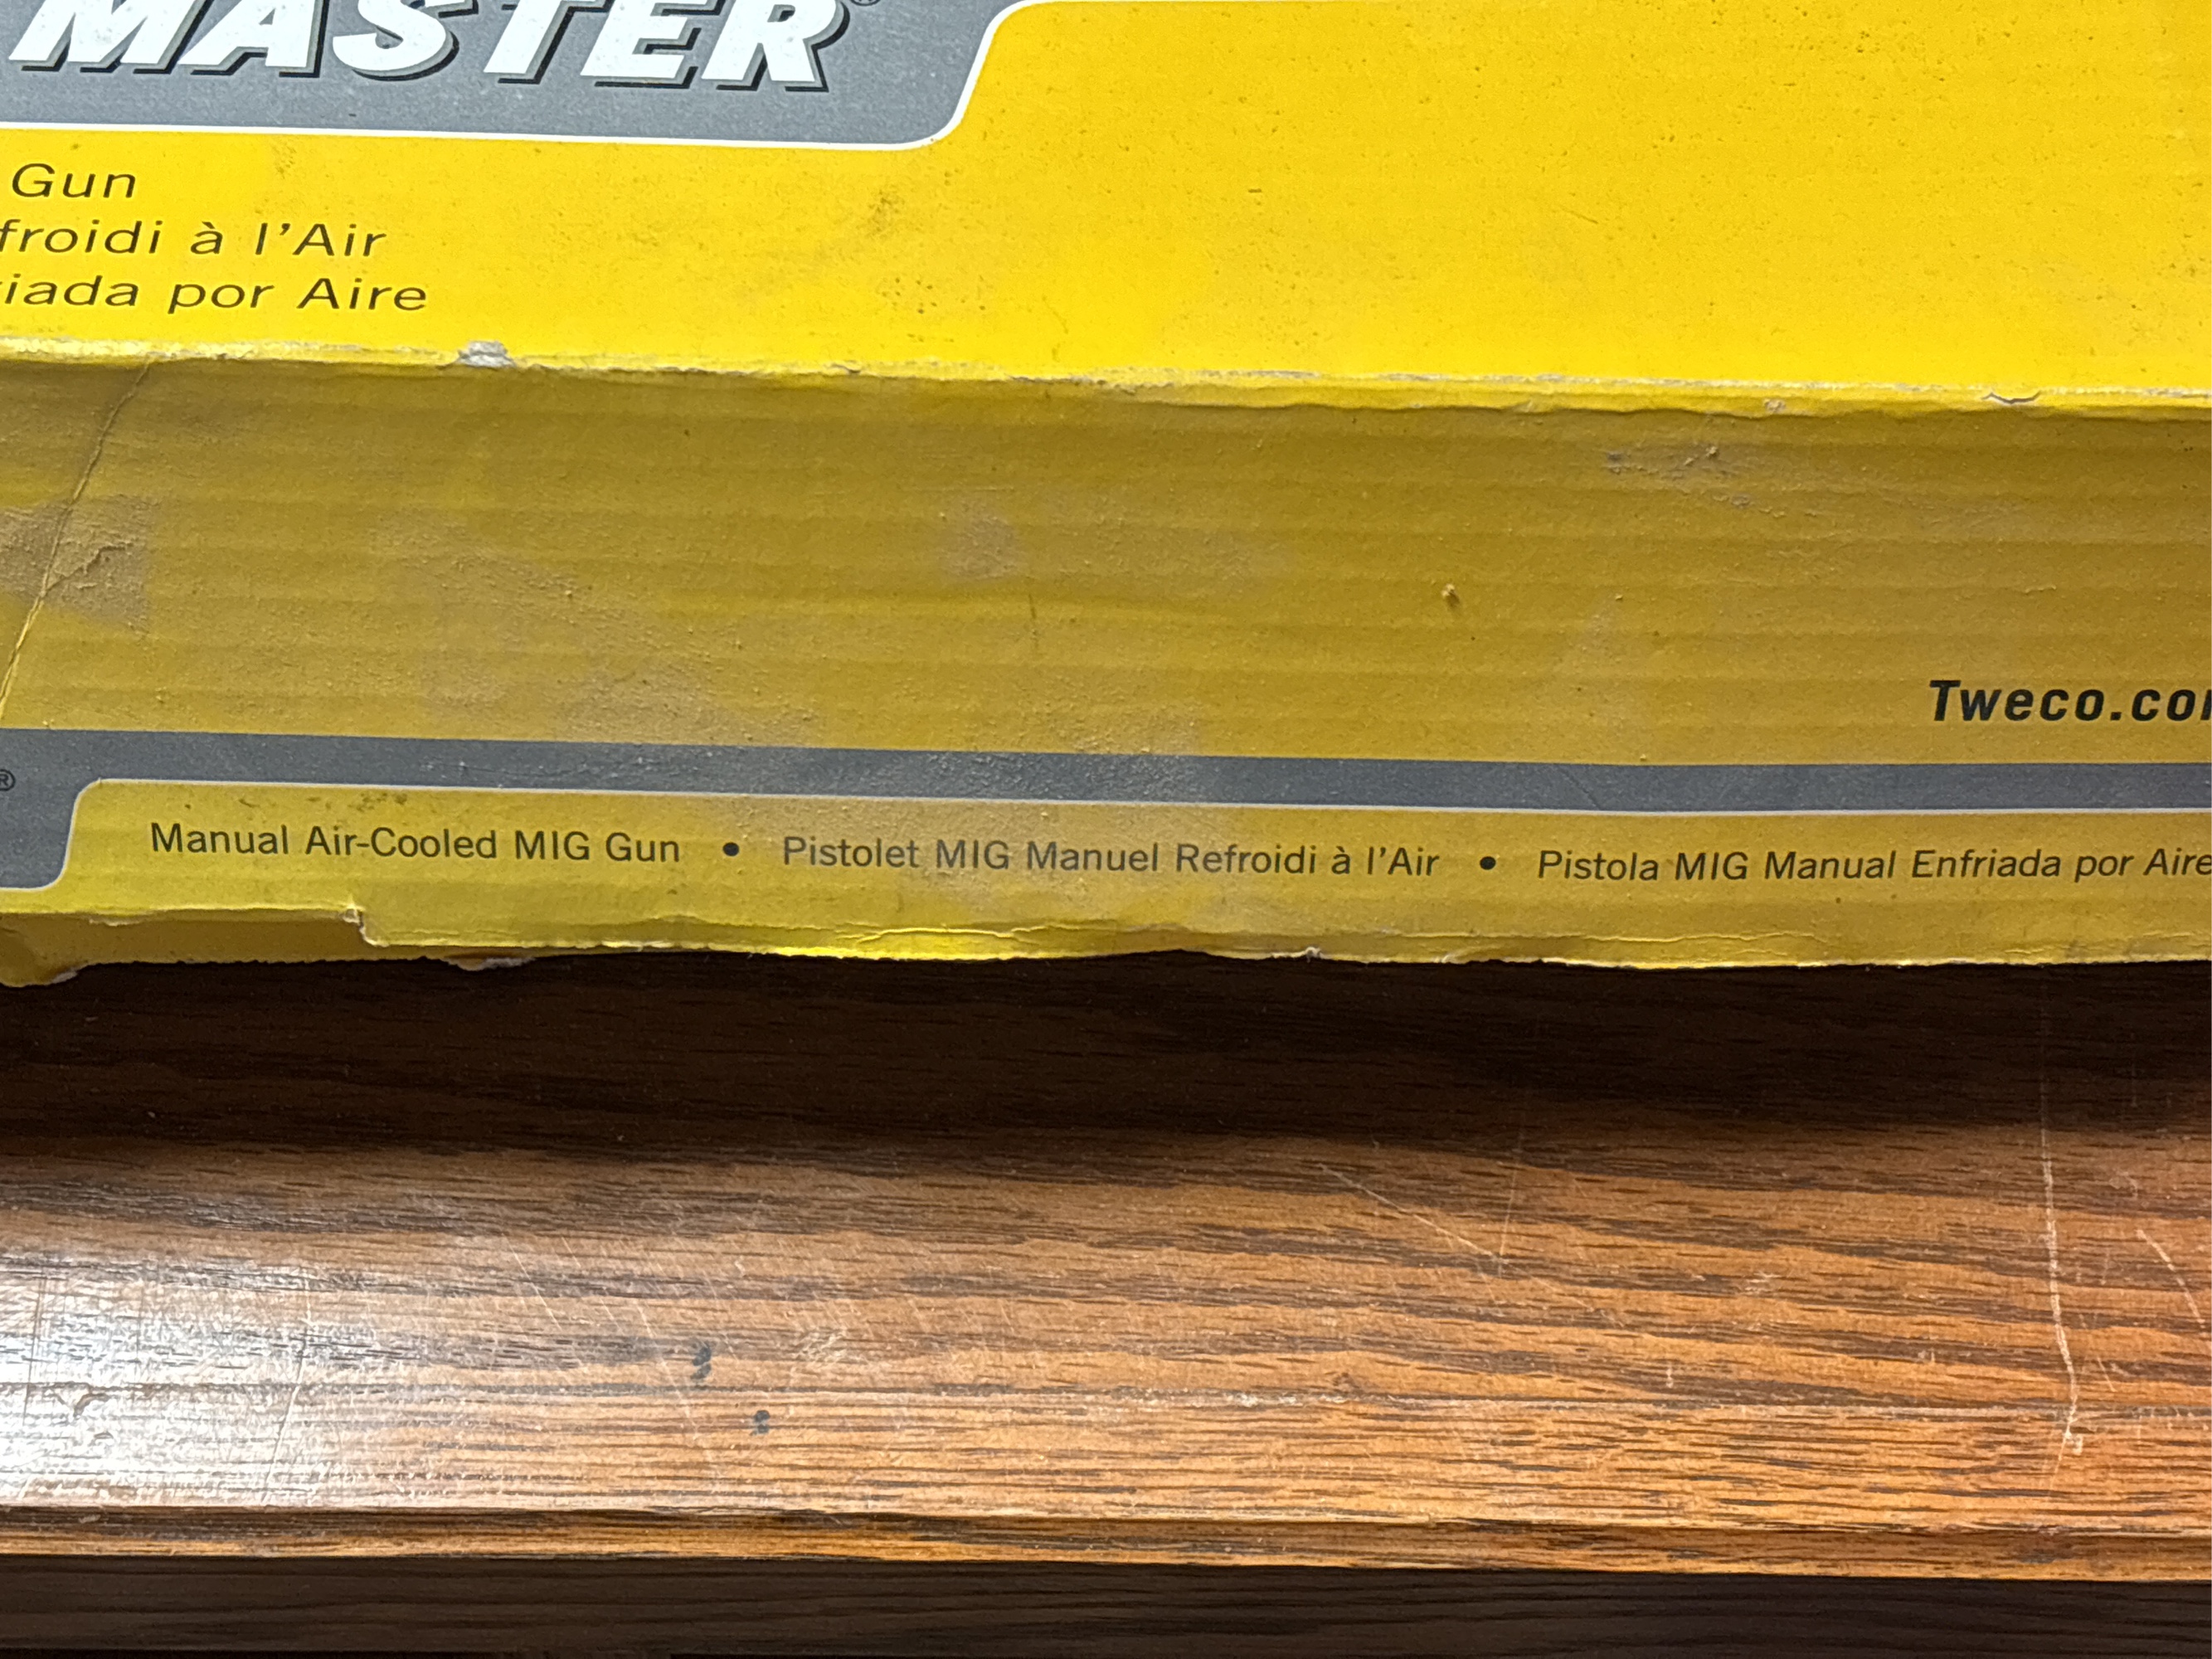 MASTER®
Gun
froidi à l'Air
iada por Aire
Tweco.co
®
Manual Air-Cooled MIG Gun • Pistolet MIG Manuel Refroidi à l'Air • Pistola MIG Manual Enfriada por Aire